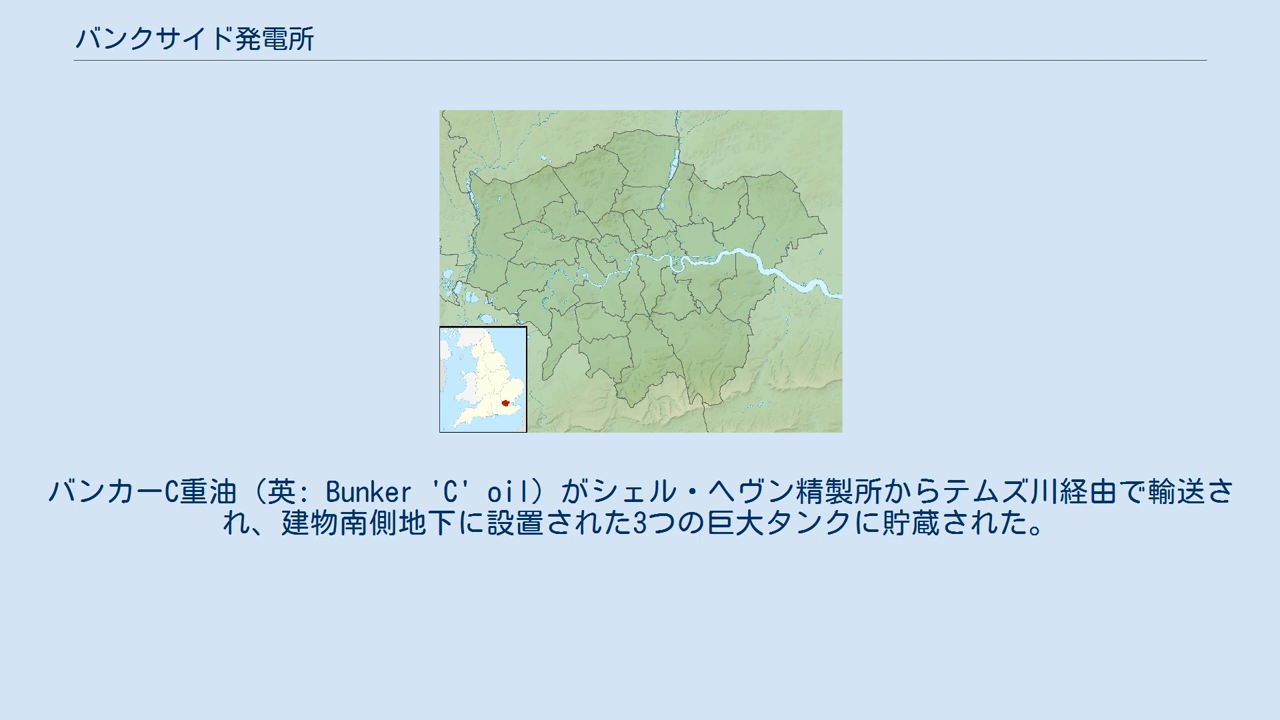 バンクサイド発電所
バンカーC重油（英: Bunker 'C' oil）がシェル・ヘヴン精製所からテムズ川経由で輸送さ
れ、建物南側地下に設置された3つの巨大タンクに貯蔵された。